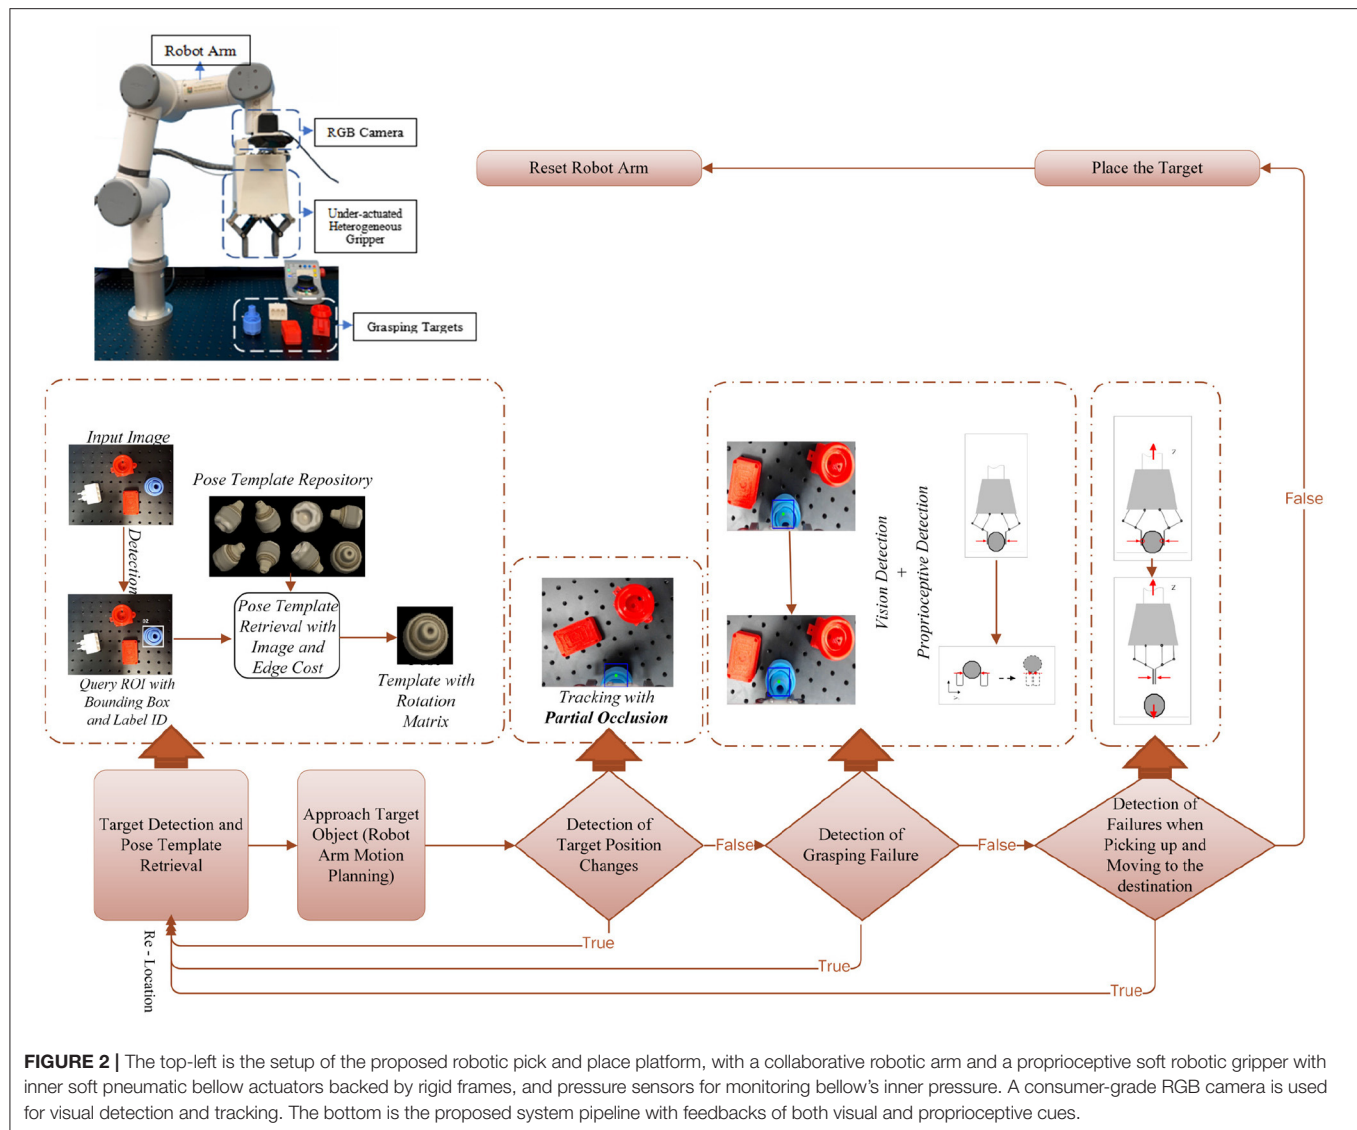 Robot Arm
RGB Camera
Under-actuated
Heterogeneous
Gripper
Grasping Targets
Reset Robot Arm
Place the Target
False
Input Image
Detection
02
Query ROI with
Bounding Box
and Label ID
Pose Template Repository
Pose Template
Retrieval with
Image and
Edge Cost
Template with
Rotation
Matrix
Tracking with
Partial Occlusion
Vision Detection
+
Proprioceptive Detection
Z
Z
Target Detection and
Pose Template
Retrieval
Approach Target
Object (Robot
Arm Motion
Planning)
Detection of
Target Position
Changes
False
Detection of
Grasping Failure
False
Detection of
Failures when
Picking up and
Moving to the
destination
True
True
True
Re - Location
FIGURE 2 | The top-left is the setup of the proposed robotic pick and place platform, with a collaborative robotic arm and a proprioceptive soft robotic gripper with
inner soft pneumatic bellow actuators backed by rigid frames, and pressure sensors for monitoring bellow's inner pressure. A consumer-grade RGB camera is used
for visual detection and tracking. The bottom is the proposed system pipeline with feedbacks of both visual and proprioceptive cues.